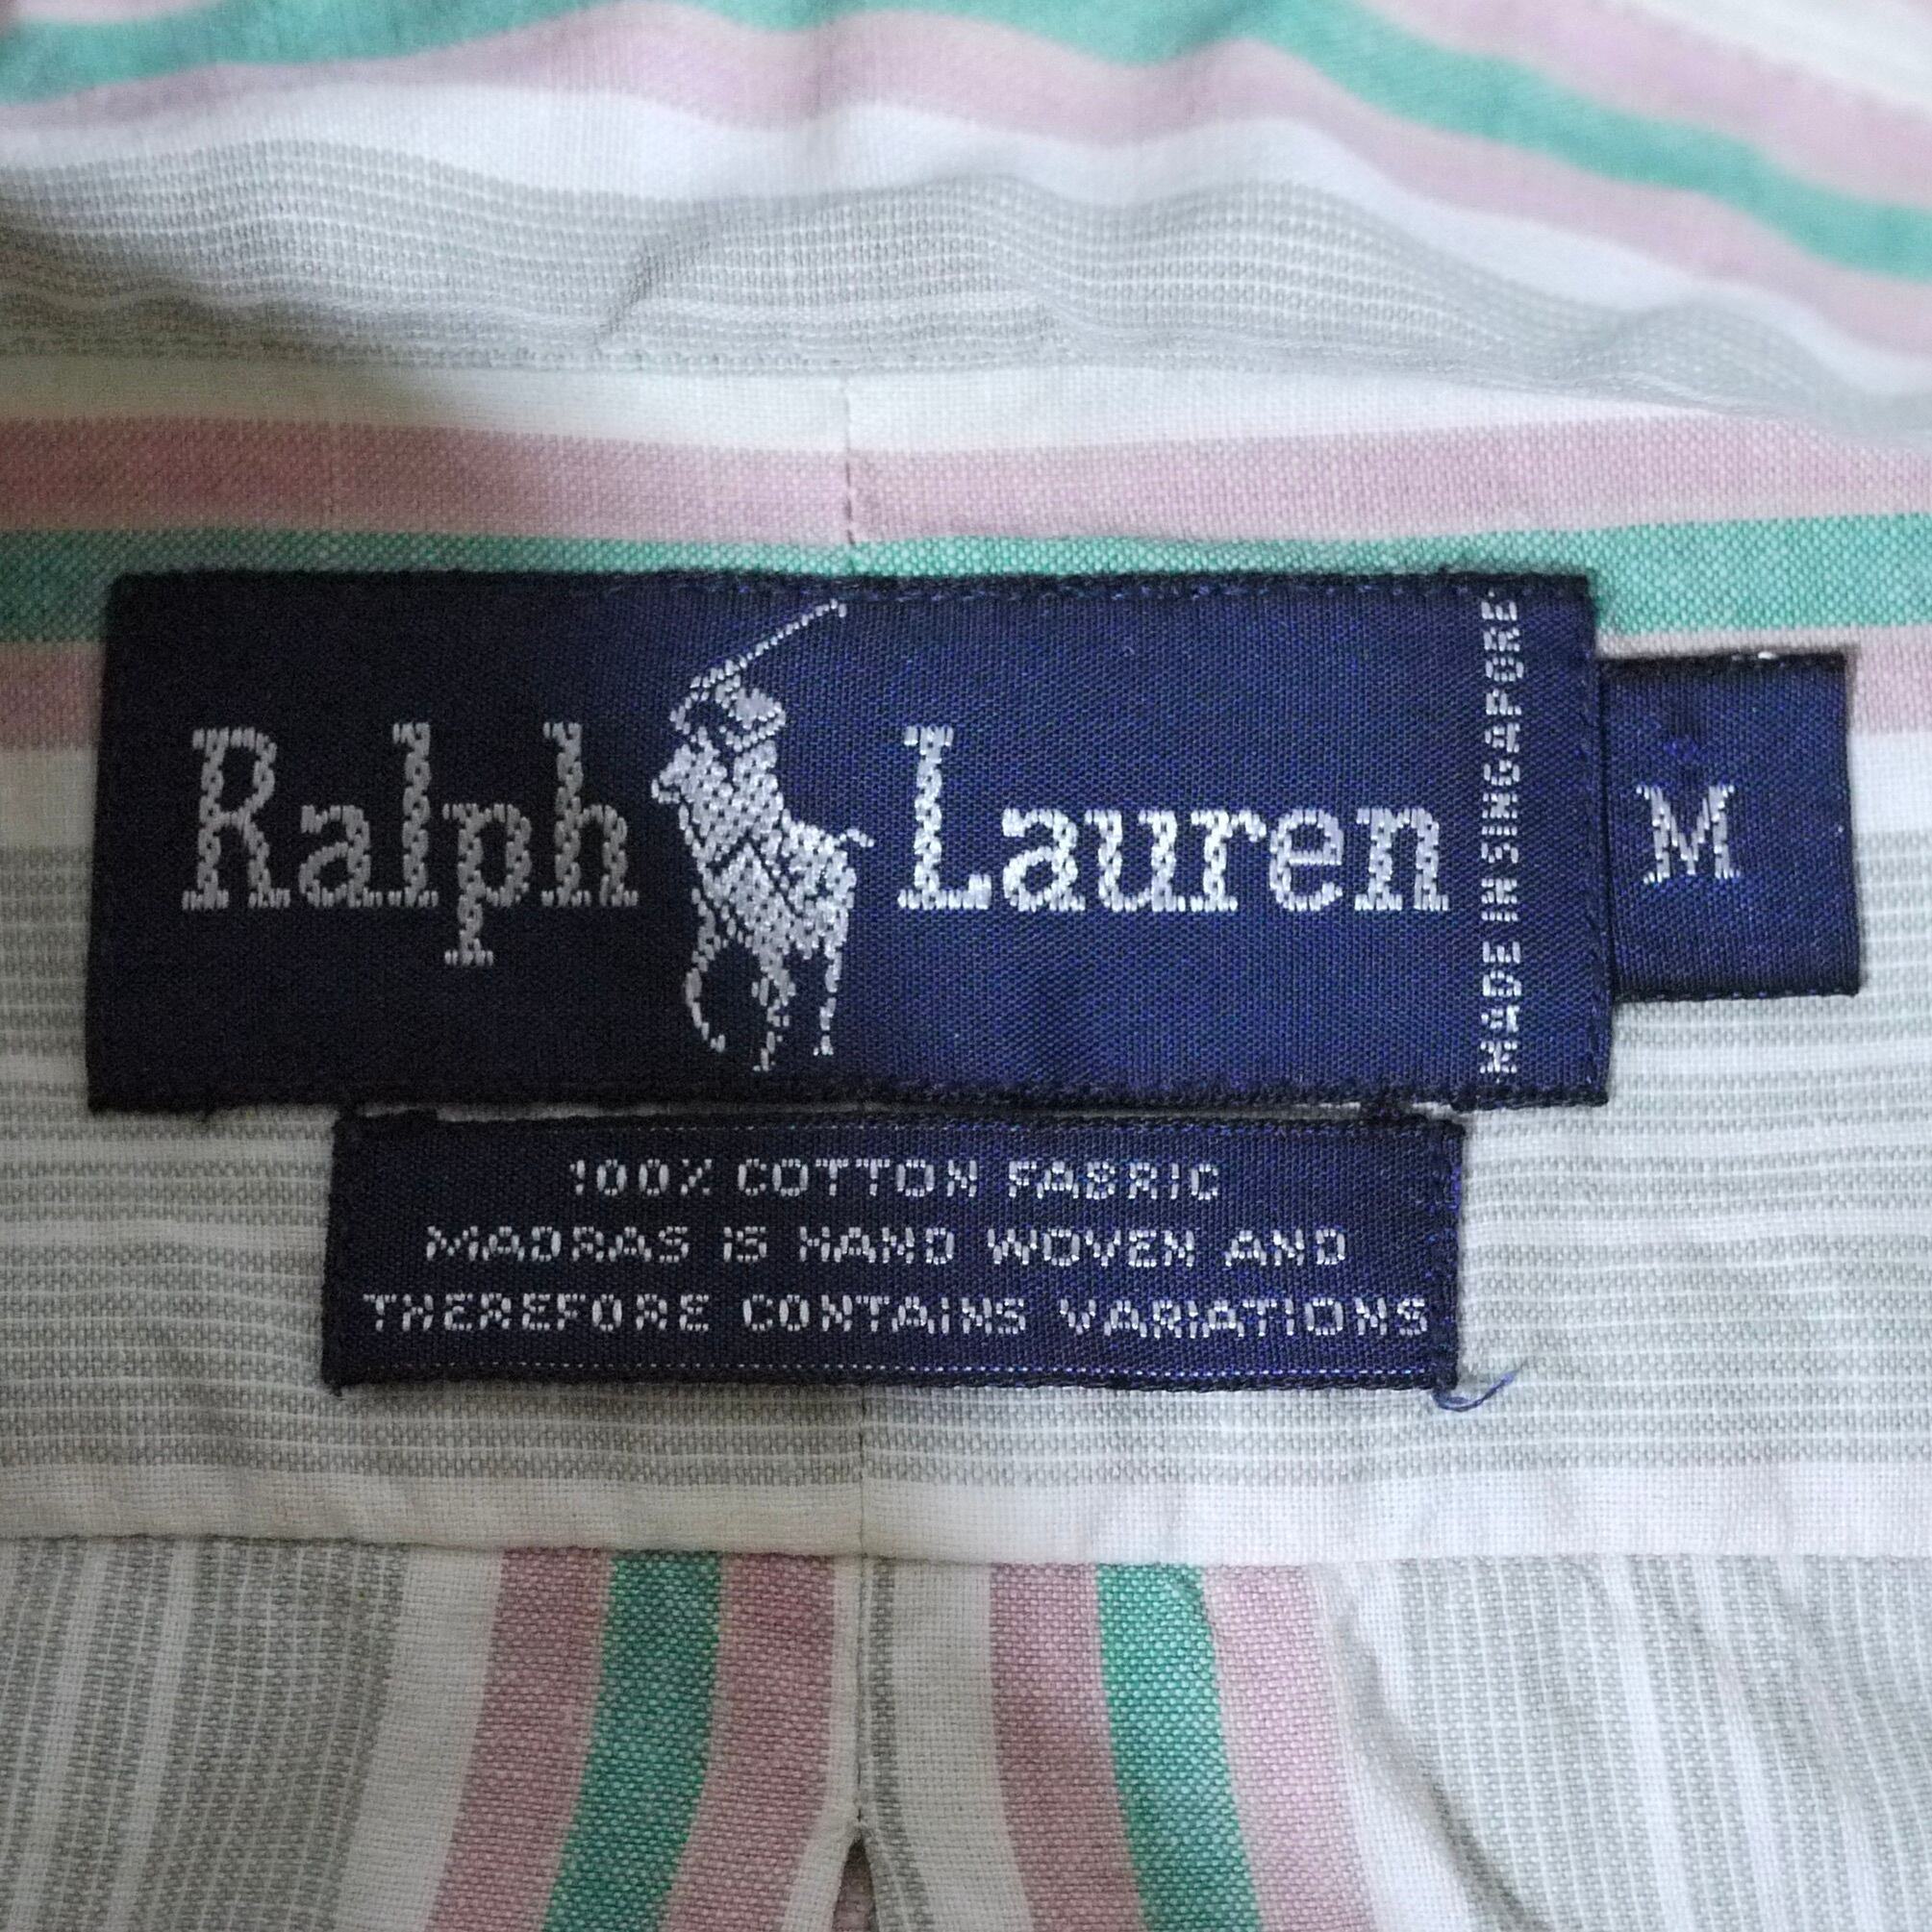 Ralph Lauren
MADE IN SINGAPORE
M
100% COTTON FABRIC
MADRAS IS HAND WOVEN AND
THEREFORE CONTAINS VARIATIONS